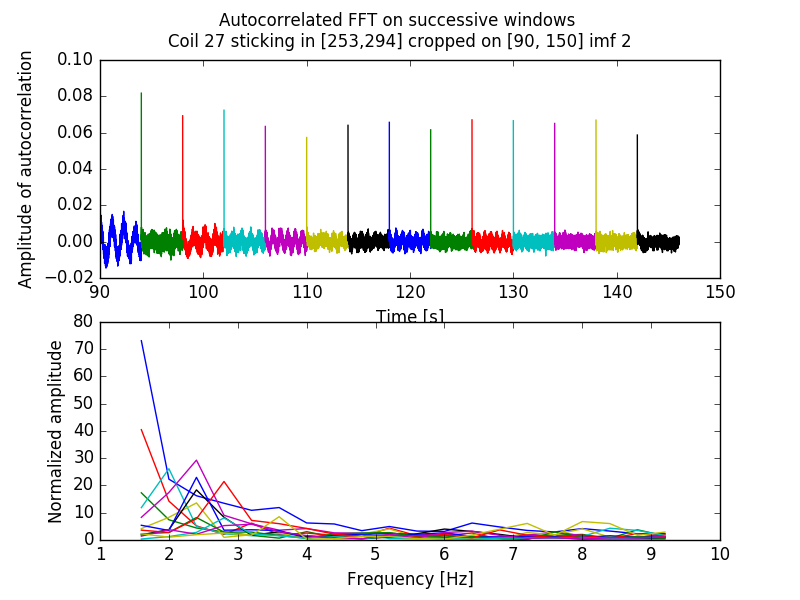 Autocorrelated FFT on successive windows
Coil 27 sticking in [253,294] cropped on [90, 150] imf 2
Amplitude of autocorrelation
0.10
0.08
0.06
0.04
0.02
0.00
−0.02
90 100 110 120 130 140 150
Time [s]
Normalized amplitude
80
70
60
50
40
30
20
10
0
1 2 3 4 5 6 7 8 9 10
Frequency [Hz]